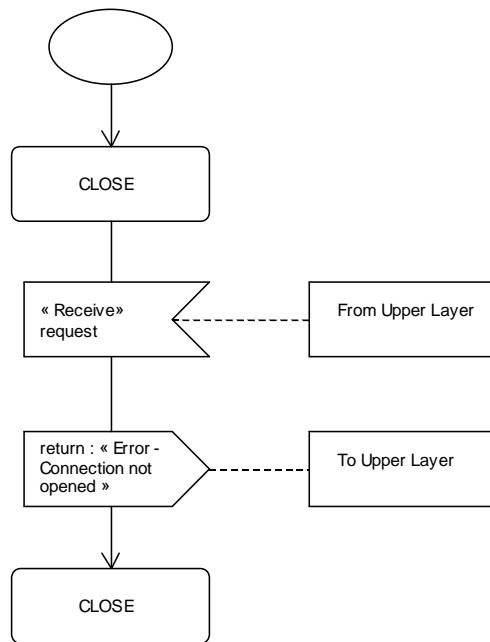 CLOSE
« Receive»
request
From Upper Layer
return : « Error -
Connection not
opened »
To Upper Layer
CLOSE